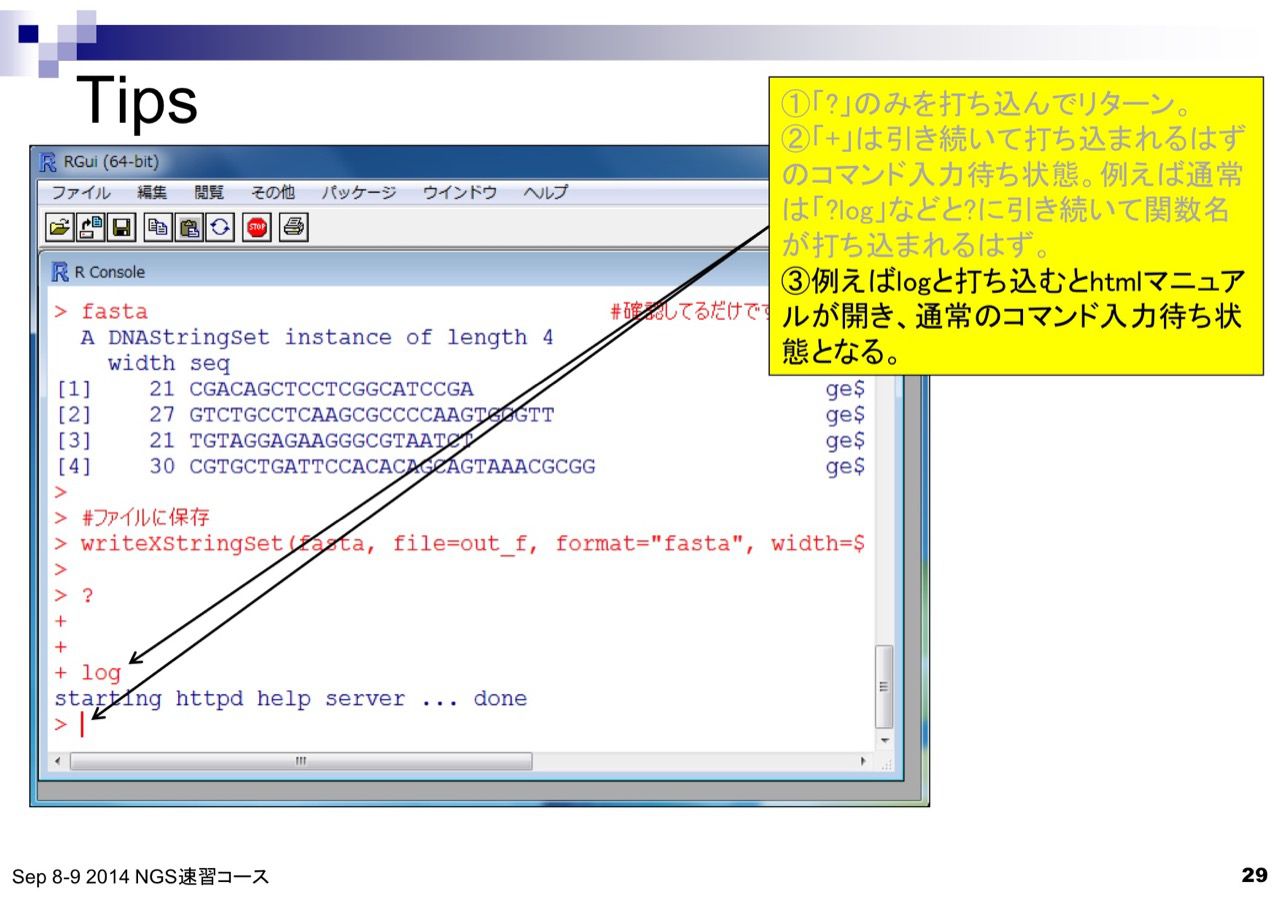 Tips
①「?」のみを打ち込んでリターン。
②「+」は引き続いて打ち込まれるはず
のコマンド入力待ち状態。例えば通常
は「?log」などと?に引き続いて関数名
が打ち込まれるはず。
③例えばlogと打ち込むとhtmlマニュア
ルが開き、通常のコマンド入力待ち状
態となる。
RGui (64-bit)
ファイル 編集 閲覧 その他 パッケージ ウインドウ ヘルプ
STOP
R Console
> fasta #確認してるだけです
A DNAStringSet instance of length 4
width seq
[1] 21 CGACAGCTCCTCGGCATCCGA ge$
[2] 27 GTCTGCCTCAAGCGCCCCAAGTGGGTT ge$
[3] 21 TGTAGGAGAAGGGCGTAATCT ge$
[4] 30 CGTGCTGATTCCACACAGCAGTAAACGCGG ge$
>
> #ファイルに保存
> writeXStringSet(fasta, file=out_f, format="fasta", width=$
>
> ?
+
+
+ log
starting httpd help server ... done
>
Sep 8-9 2014 NGS速習コース
29